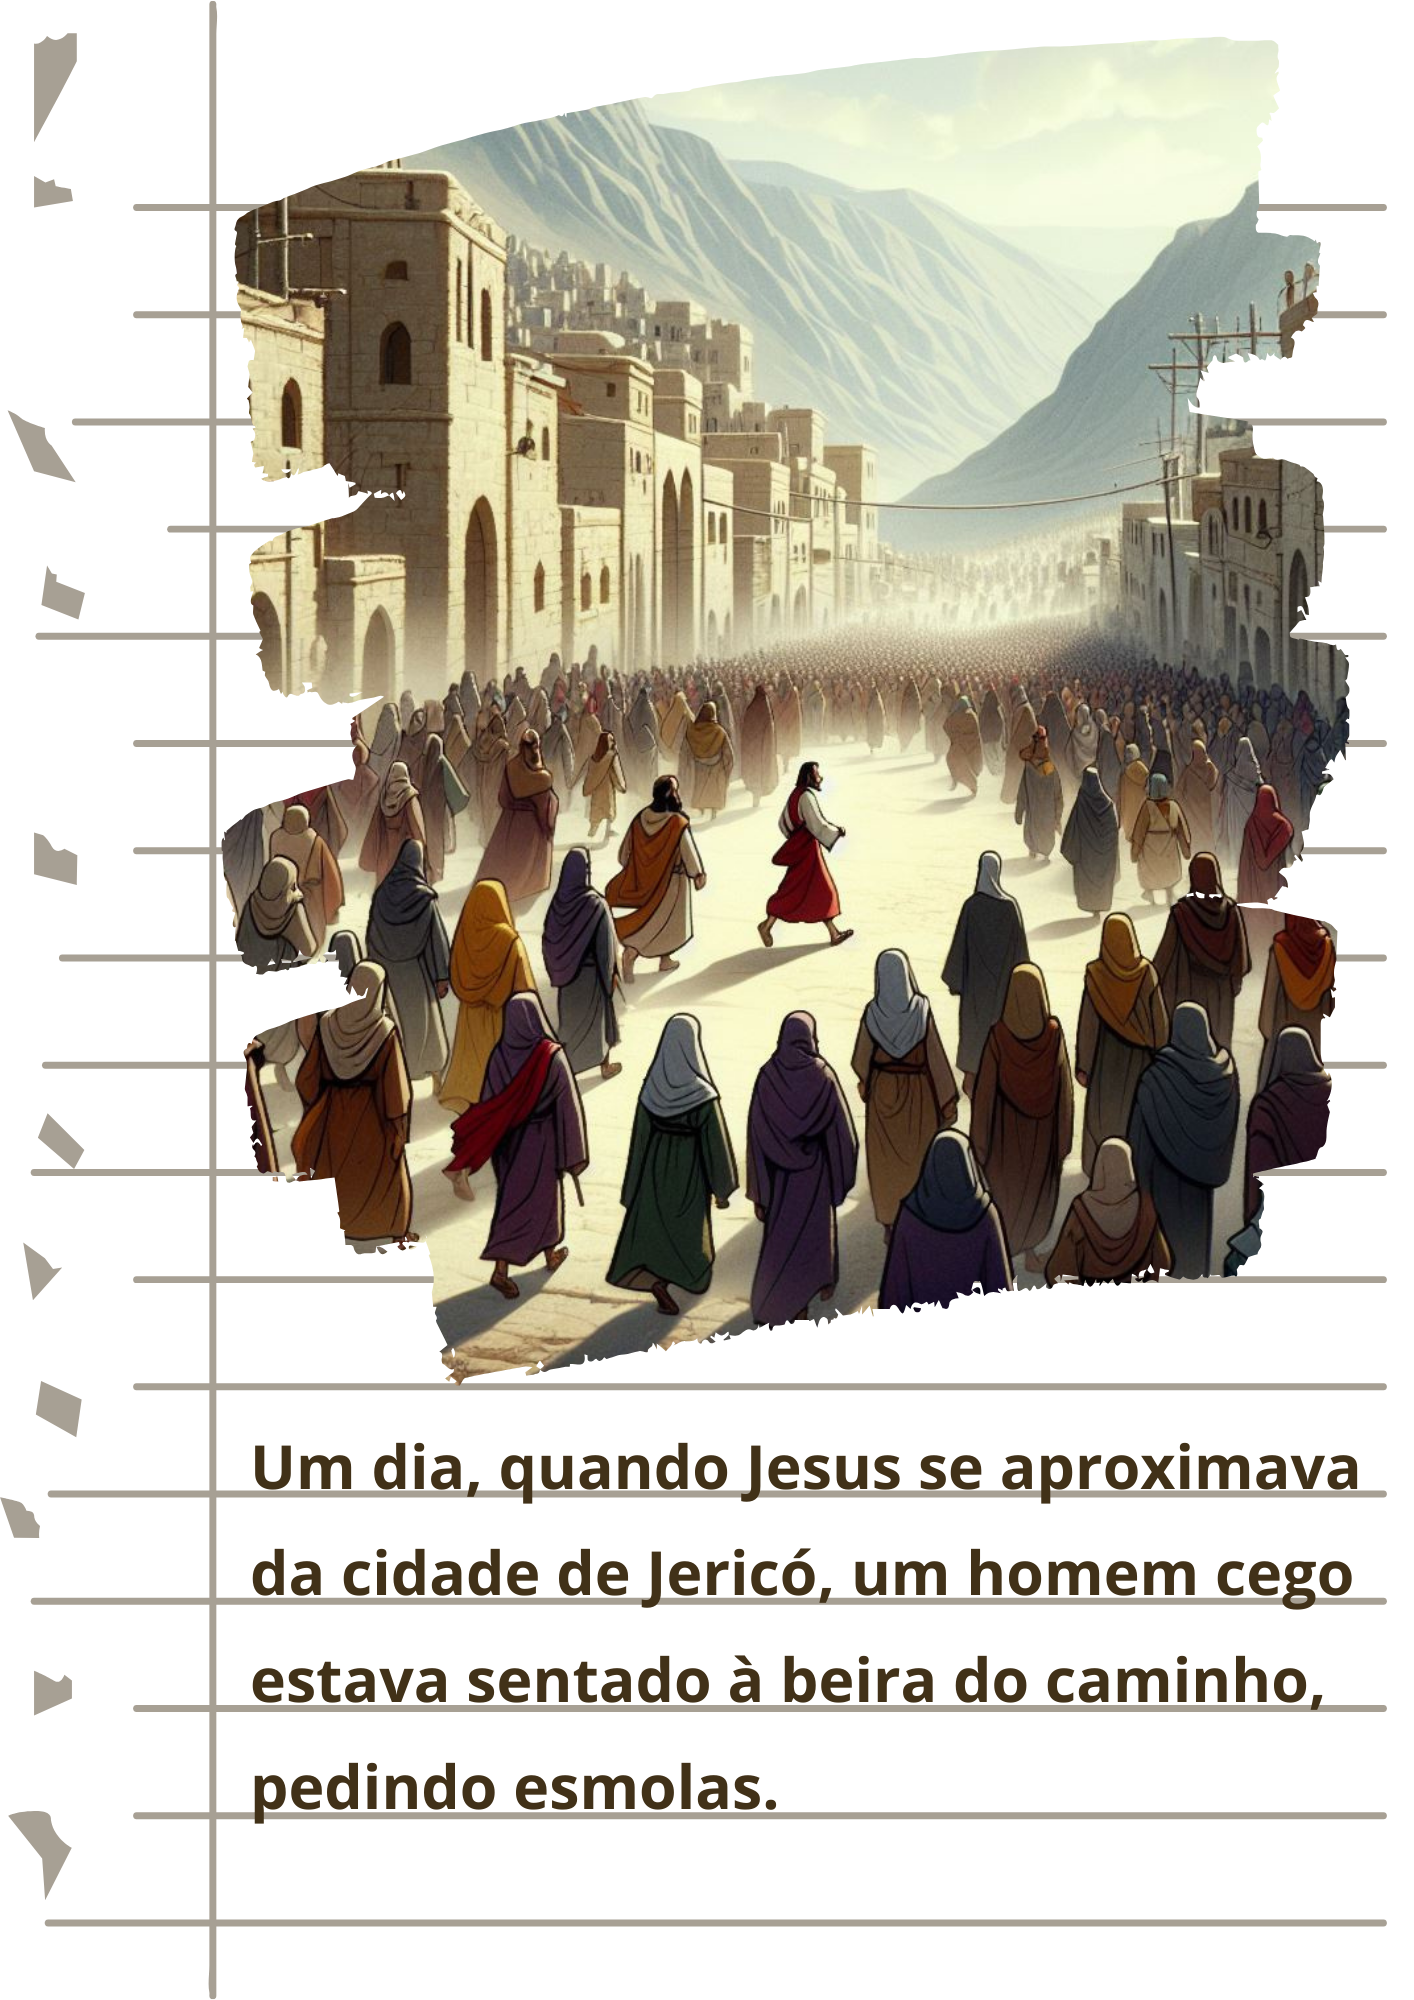 Um dia, quando Jesus se aproximava
da cidade de Jericó, um homem cego
estava sentado à beira do caminho,
pedindo esmolas.